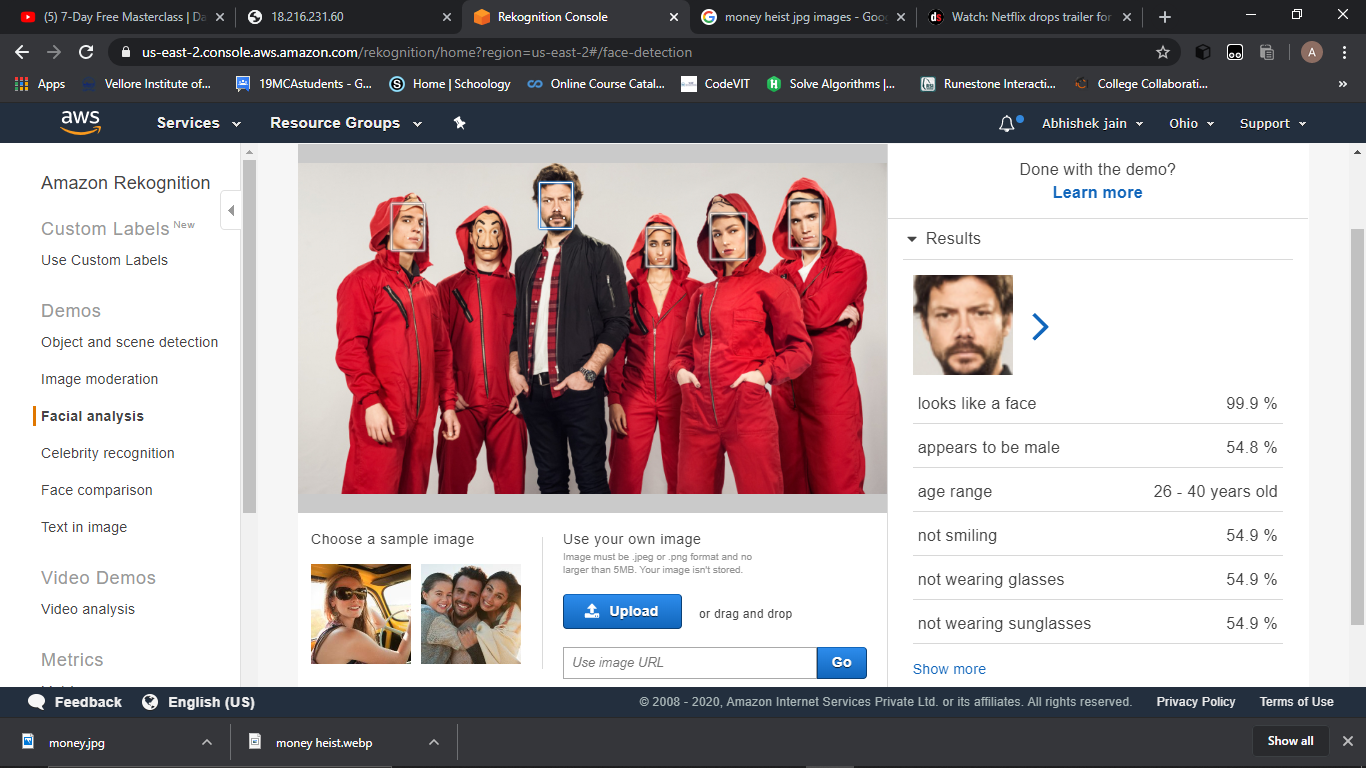 (5) 7-Day Free Masterclass | Da
18.216.231.60
Rekognition Console
money heist jpg images - Goo
Watch: Netflix drops trailer for
us-east-2.console.aws.amazon.com/rekognition/home?region=us-east-2#/face-detection
A
Apps
Vellore Institute of...
19MCAstudents - G...
Home | Schoology
Online Course Catal...
CodeVIT
Solve Algorithms |...
Runestone Interacti...
College Collaborati...
»
aws
Services
Resource Groups
Abhishek jain
Ohio
Support
Amazon Rekognition
Custom Labels New
Use Custom Labels
Demos
Object and scene detection
Image moderation
Facial analysis
Celebrity recognition
Face comparison
Text in image
Video Demos
Video analysis
Metrics
Choose a sample image
Use your own image
Image must be .jpeg or .png format and no
larger than 5MB. Your image isn't stored.
Upload
or drag and drop
Use image URL
Go
Done with the demo?
Learn more
Results
looks like a face 99.9 %
appears to be male 54.8 %
age range 26 - 40 years old
not smiling 54.9 %
not wearing glasses 54.9 %
not wearing sunglasses 54.9 %
Show more
Feedback
English (US)
© 2008 - 2020, Amazon Internet Services Private Ltd. or its affiliates. All rights reserved.
Privacy Policy
Terms of Use
money.jpg
money heist.webp
Show all